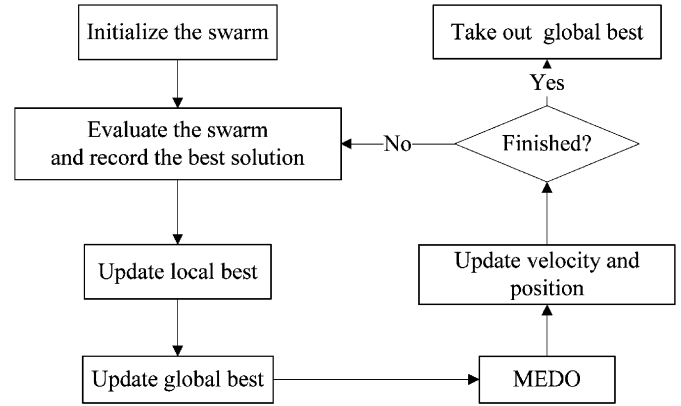 Initialize the swarm
Take out global best
Yes
Evaluate the swarm
and record the best solution
No
Finished?
Update local best
Update velocity and
position
Update global best
MEDO